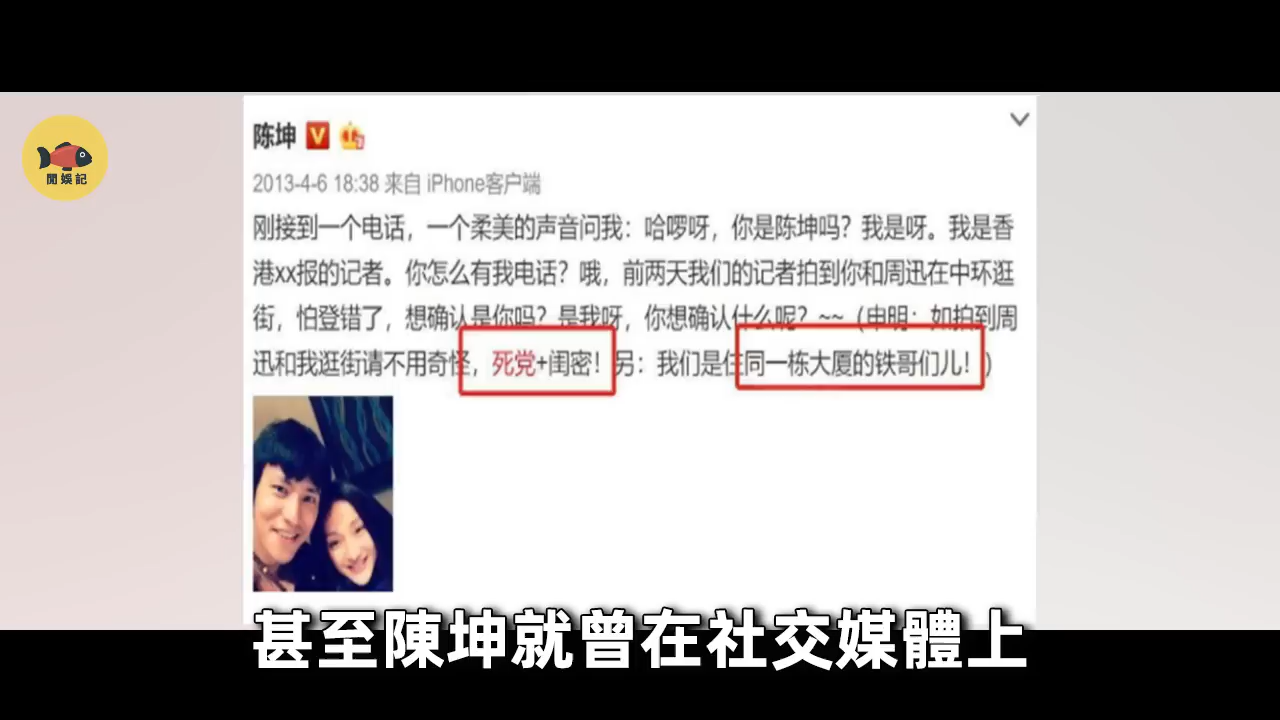 陈坤
2013-4-6 18:38 来自 iPhone客户端
刚接到一个电话，一个柔美的声音问我：哈啰呀，你是陈坤吗？我是呀。我是香
港xx报的记者。你怎么有我电话？哦，前两天我们的记者拍到你和周迅在中环逛
街，怕登错了，想确认是你吗？是我呀，你想确认什么呢？~~（申明：如拍到周
迅和我逛街请不用奇怪，死党+闺密！另：我们是住同一栋大厦的铁哥们儿！）
聞娛記
甚至陳坤就曾在社交媒體上